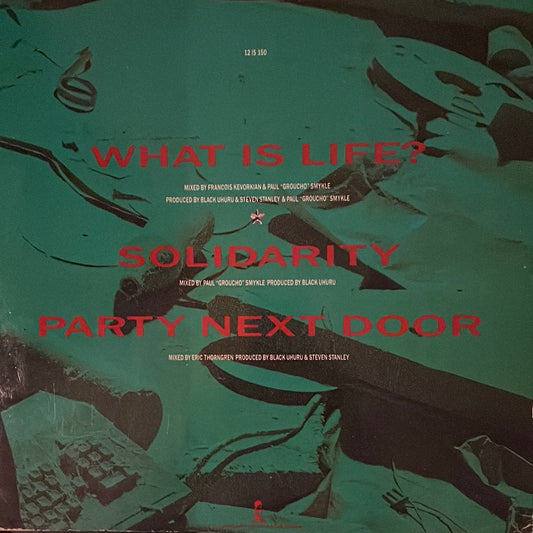 12 IS 150
WHAT IS LIFE?
MIXED BY FRANCOIS KEVORKIAN & PAUL "GROUCHO" SMYKLE
PRODUCED BY BLACK UHURU & STEVEN STANLEY & PAUL "GROUCHO" SMYKLE
SOLIDARITY
MIXED BY PAUL "GROUCHO" SMYKLE PRODUCED BY BLACK UHURU
PARTY NEXT DOOR
MIXED BY ERIC THORNGREN PRODUCED BY BLACK UHURU & STEVEN STANLEY